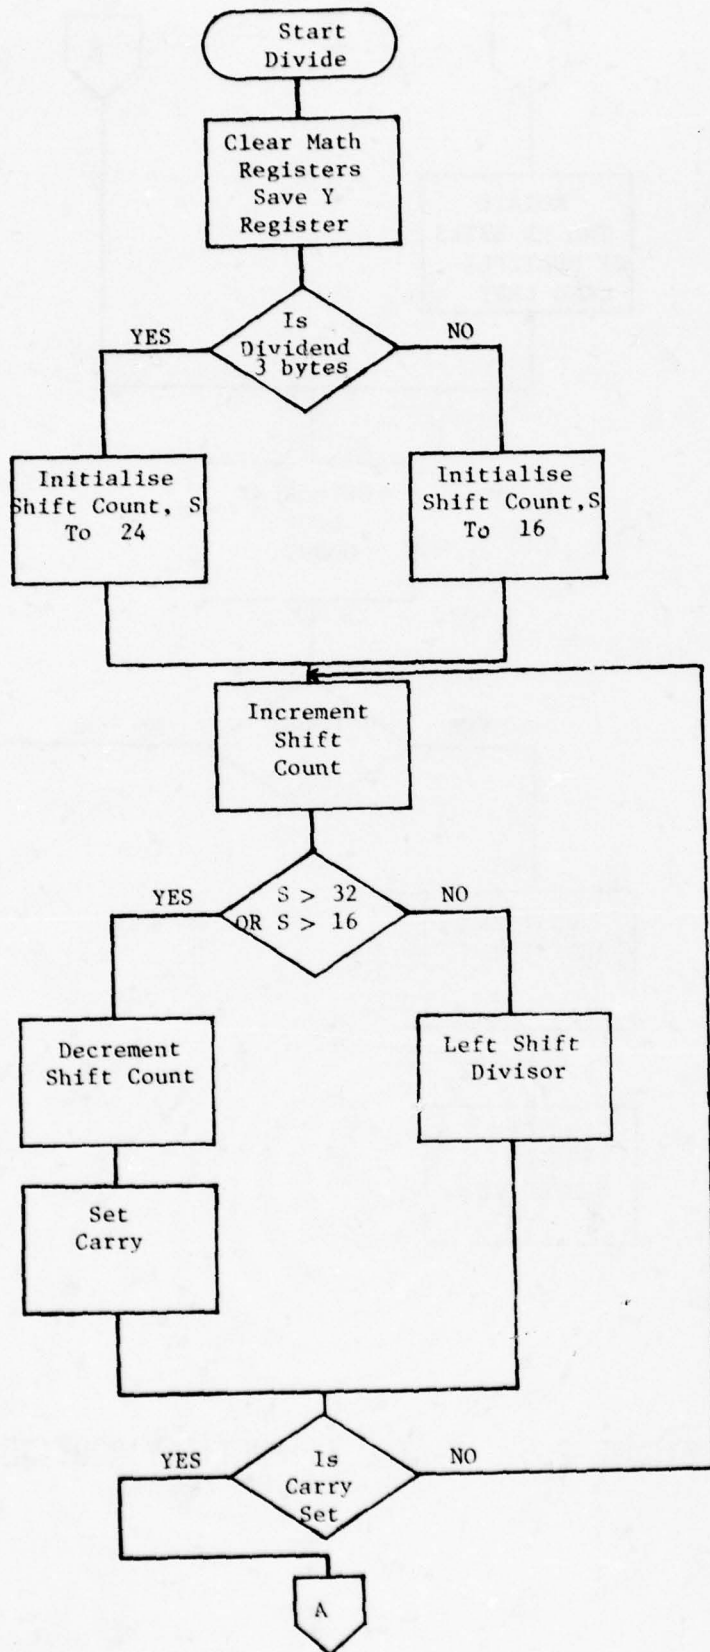 Start
Divide
Clear Math
Registers
Save Y
Register
Is
Dividend
3 bytes
YES
NO
Initialise
Shift Count, S
To 24
Initialise
Shift Count,S
To 16
Increment
Shift
Count
S > 32
OR S > 16
YES
NO
Decrement
Shift Count
Left Shift
Divisor
Set
Carry
Is
Carry
Set
YES
NO
A